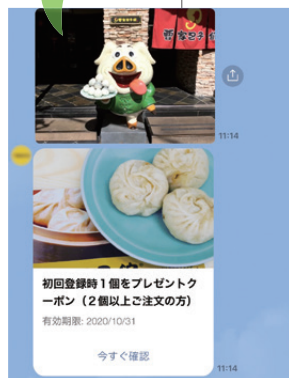 11:14
初回登録時1個をプレゼントク
ーポン（2個以上ご注文の方）
有効期限: 2020/10/31
今すぐ確認
11:14